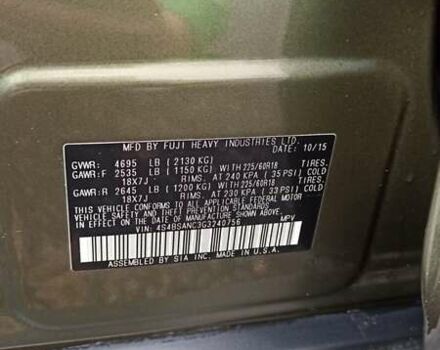 MFD BY FUJI HEAVY INDUSTRIES LTD.
DATE: 10/15
GVWR: 4695 LB (2130 KG)
GAWR:F 2535 LB (1150 KG) WITH 225/60R18 TIRES.
18X7J RIMS. AT 240 KPA (35 PSI) COLD
GAWR:R 2645 LB (1200 KG) WITH 225/60R18 TIRES.
18X7J RIMS. AT 230 KPA (33 PSI) COLD
THIS VEHICLE CONFORMS TO ALL APPLICABLE
FEDERAL MOTOR VEHICLE SAFETY, BUMPER AND THEFT
PREVENTION STANDARDS IN EFFECT ON THE DATE OF
MANUFACTURE SHOWN ABOVE.
VIN: 4S4BSANC3G3240756 MPV
ASSEMBLED BY SIA INC. MADE IN U.S.A.